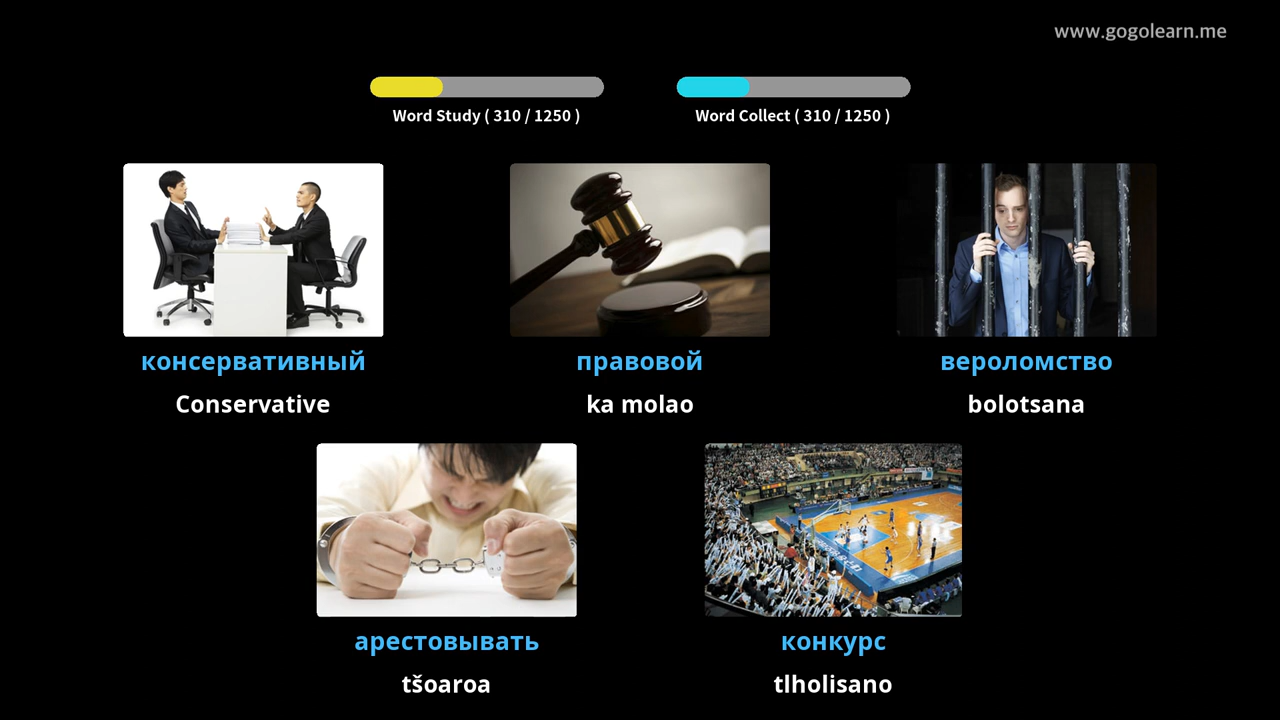 www.gogolearn.me
Word Study ( 310 / 1250 )
Word Collect ( 310 / 1250 )
консервативный
Conservative
правовой
ka molao
вероломство
bolotsana
арестовывать
tšoaroa
конкурс
tlholisano